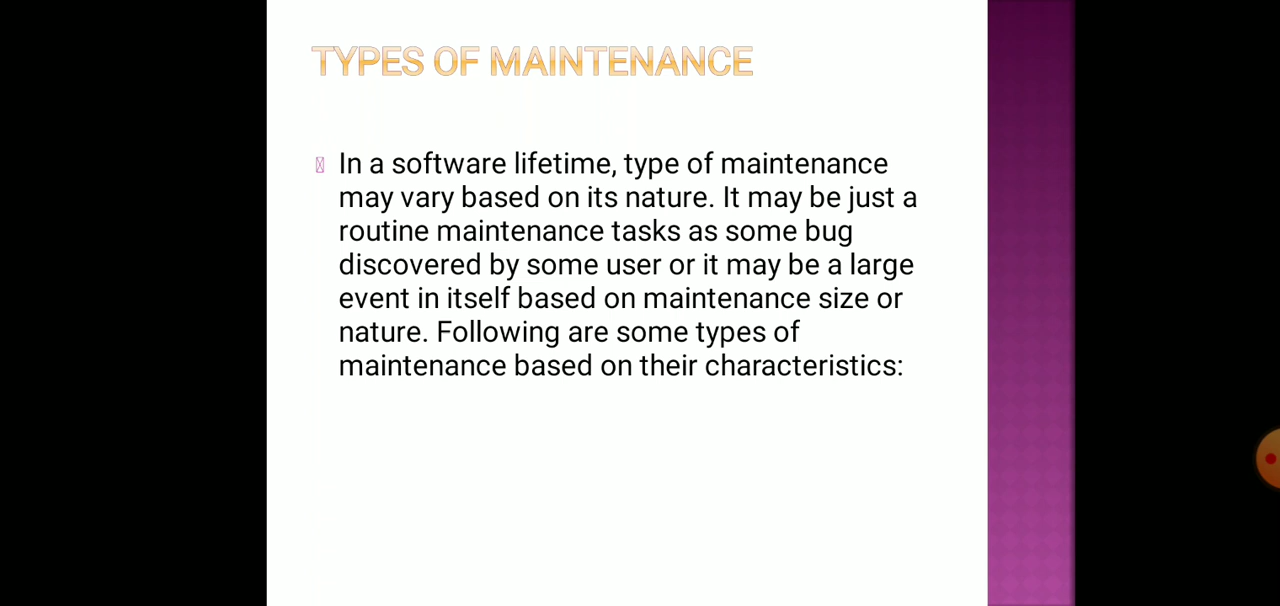 TYPES OF MAINTENANCE
In a software lifetime, type of maintenance
may vary based on its nature. It may be just a
routine maintenance tasks as some bug
discovered by some user or it may be a large
event in itself based on maintenance size or
nature. Following are some types of
maintenance based on their characteristics: